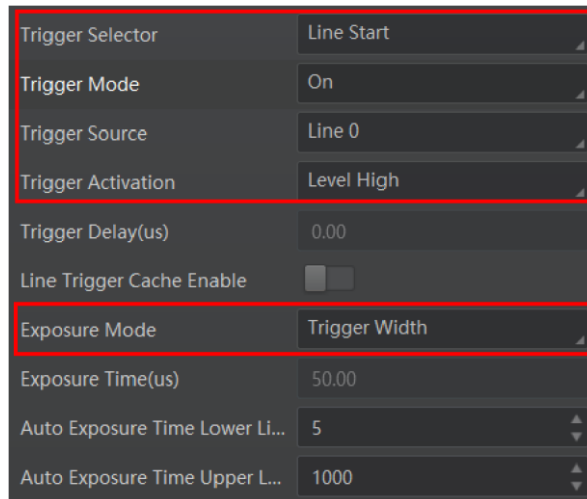 Trigger Selector Line Start
Trigger Mode On
Trigger Source Line 0
Trigger Activation Level High
Trigger Delay(us) 0.00
Line Trigger Cache Enable
Exposure Mode Trigger Width
Exposure Time(us) 50.00
Auto Exposure Time Lower Li... 5
Auto Exposure Time Upper L... 1000